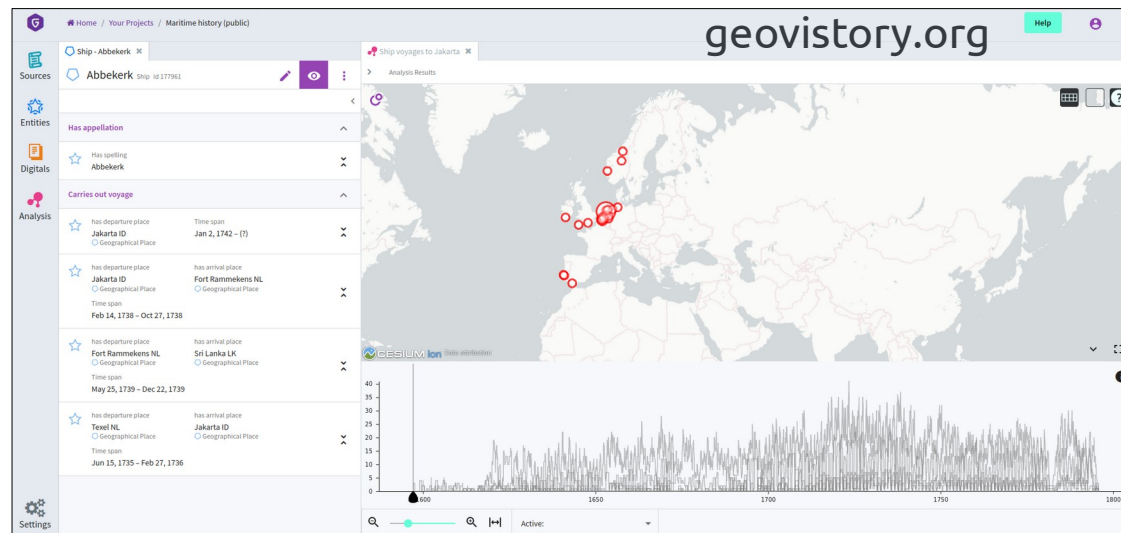 Home / Your Projects / Maritime history (public)
geovistory.org
Help
Sources
Entities
Digitals
Analysis
Settings
Ship - Abbekerk
Abbekerk Ship id 177961
Has appellation
Has spelling
Abbekerk
Carries out voyage
has departure place Time span
Jakarta ID Jan 2, 1742 – (?)
Geographical Place
has departure place has arrival place
Jakarta ID Fort Rammekens NL
Geographical Place Geographical Place
Time span
Feb 14, 1738 – Oct 27, 1738
has departure place has arrival place
Fort Rammekens NL Sri Lanka LK
Geographical Place Geographical Place
Time span
May 25, 1739 – Dec 22, 1739
has departure place has arrival place
Texel NL Jakarta ID
Geographical Place Geographical Place
Time span
Jun 15, 1735 – Feb 27, 1736
Ship voyages to Jakarta
Analysis Results
CESIUM ion Data attribution
40
35
30
25
20
15
10
5
0
600 1650 1700 1750 1800
Active: